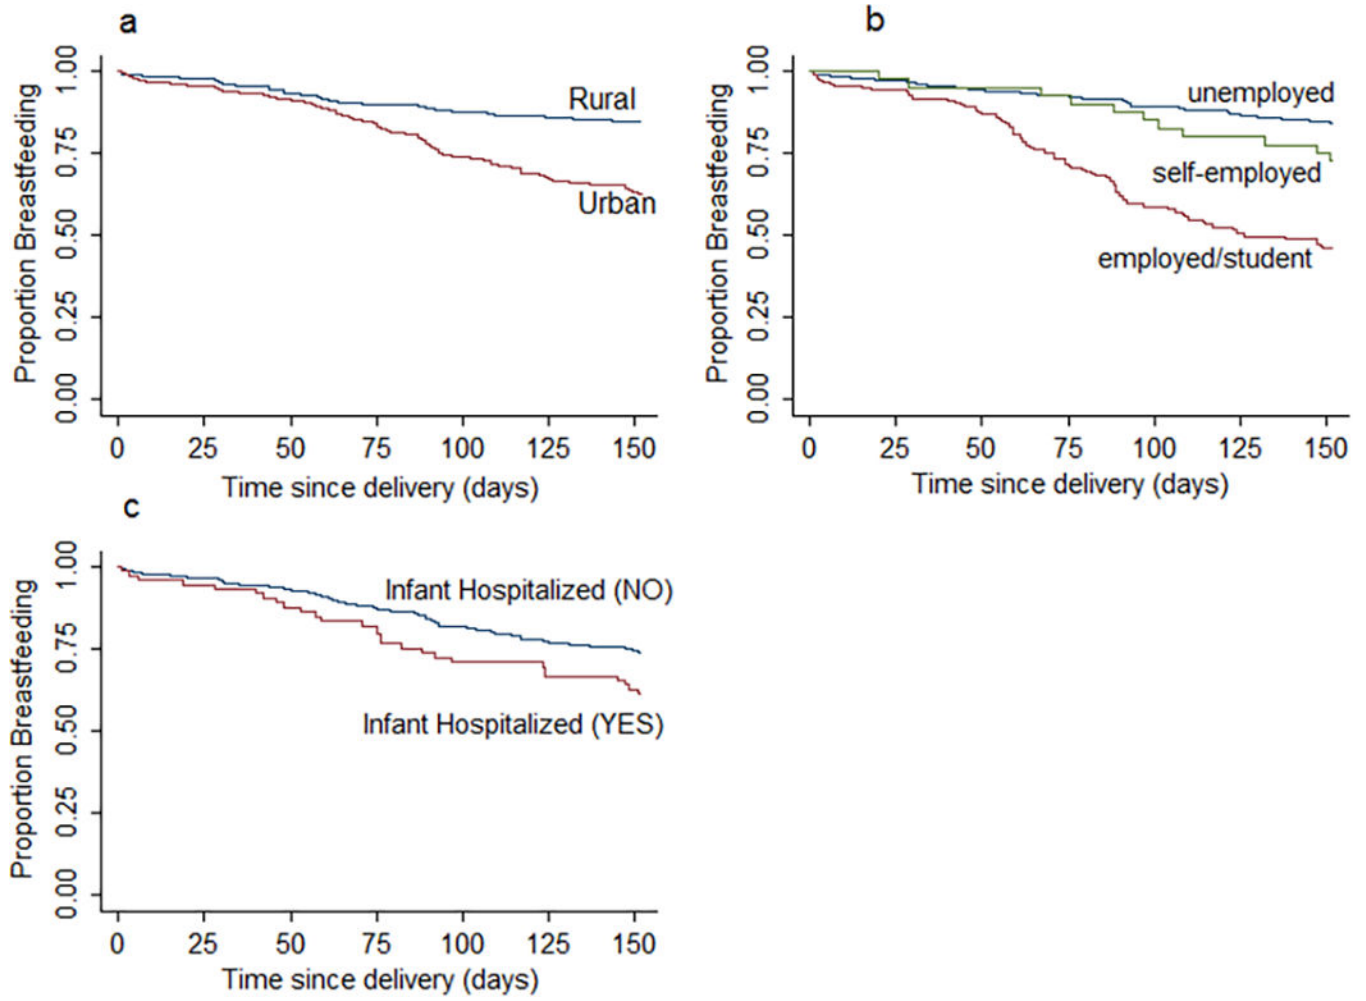 a
Proportion Breastfeeding
1.00
0.75
0.50
0.25
0.00
Rural
Urban
0 25 50 75 100 125 150
Time since delivery (days)
b
Proportion Breastfeeding
1.00
0.75
0.50
0.25
0.00
unemployed
self-employed
employed/student
0 25 50 75 100 125 150
Time since delivery (days)
c
Proportion Breastfeeding
1.00
0.75
0.50
0.25
0.00
Infant Hospitalized (NO)
Infant Hospitalized (YES)
0 25 50 75 100 125 150
Time since delivery (days)